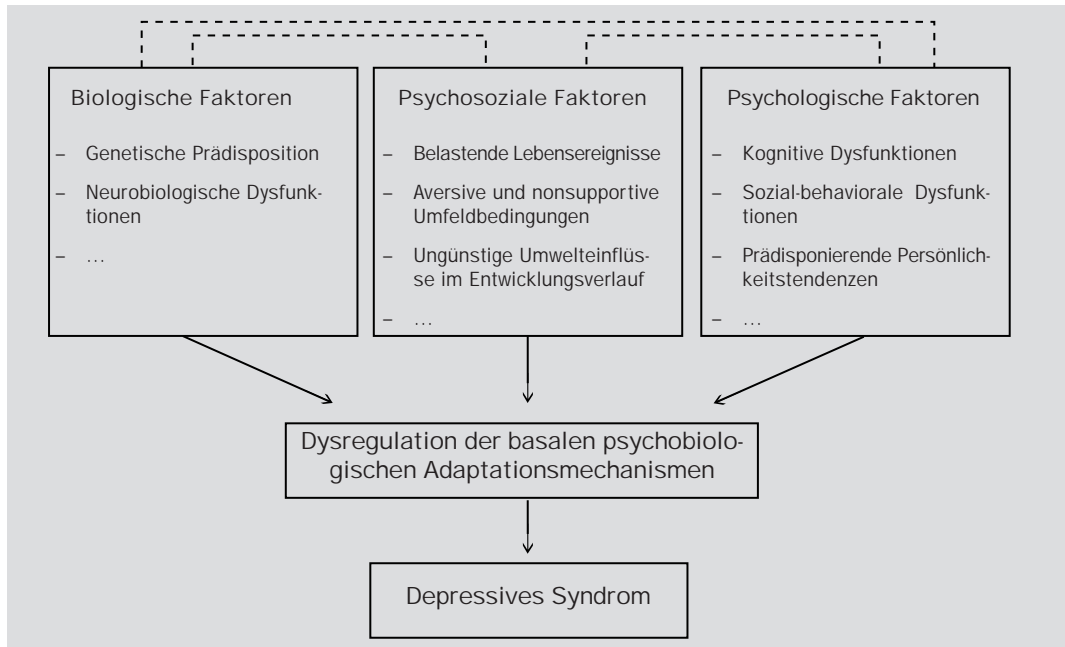 Biologische Faktoren
– Genetische Prädisposition
– Neurobiologische Dysfunk-
tionen
– …
Psychosoziale Faktoren
– Belastende Lebensereignisse
– Aversive und nonsupportive
Umfeldbedingungen
– Ungünstige Umwelteinflüs-
se im Entwicklungsverlauf
– …
Psychologische Faktoren
– Kognitive Dysfunktionen
– Sozial-behaviorale Dysfunk-
tionen
– Prädisponierende Persönlich-
keitstendenzen
– …
Dysregulation der basalen psychobiolo-
gischen Adaptationsmechanismen
Depressives Syndrom